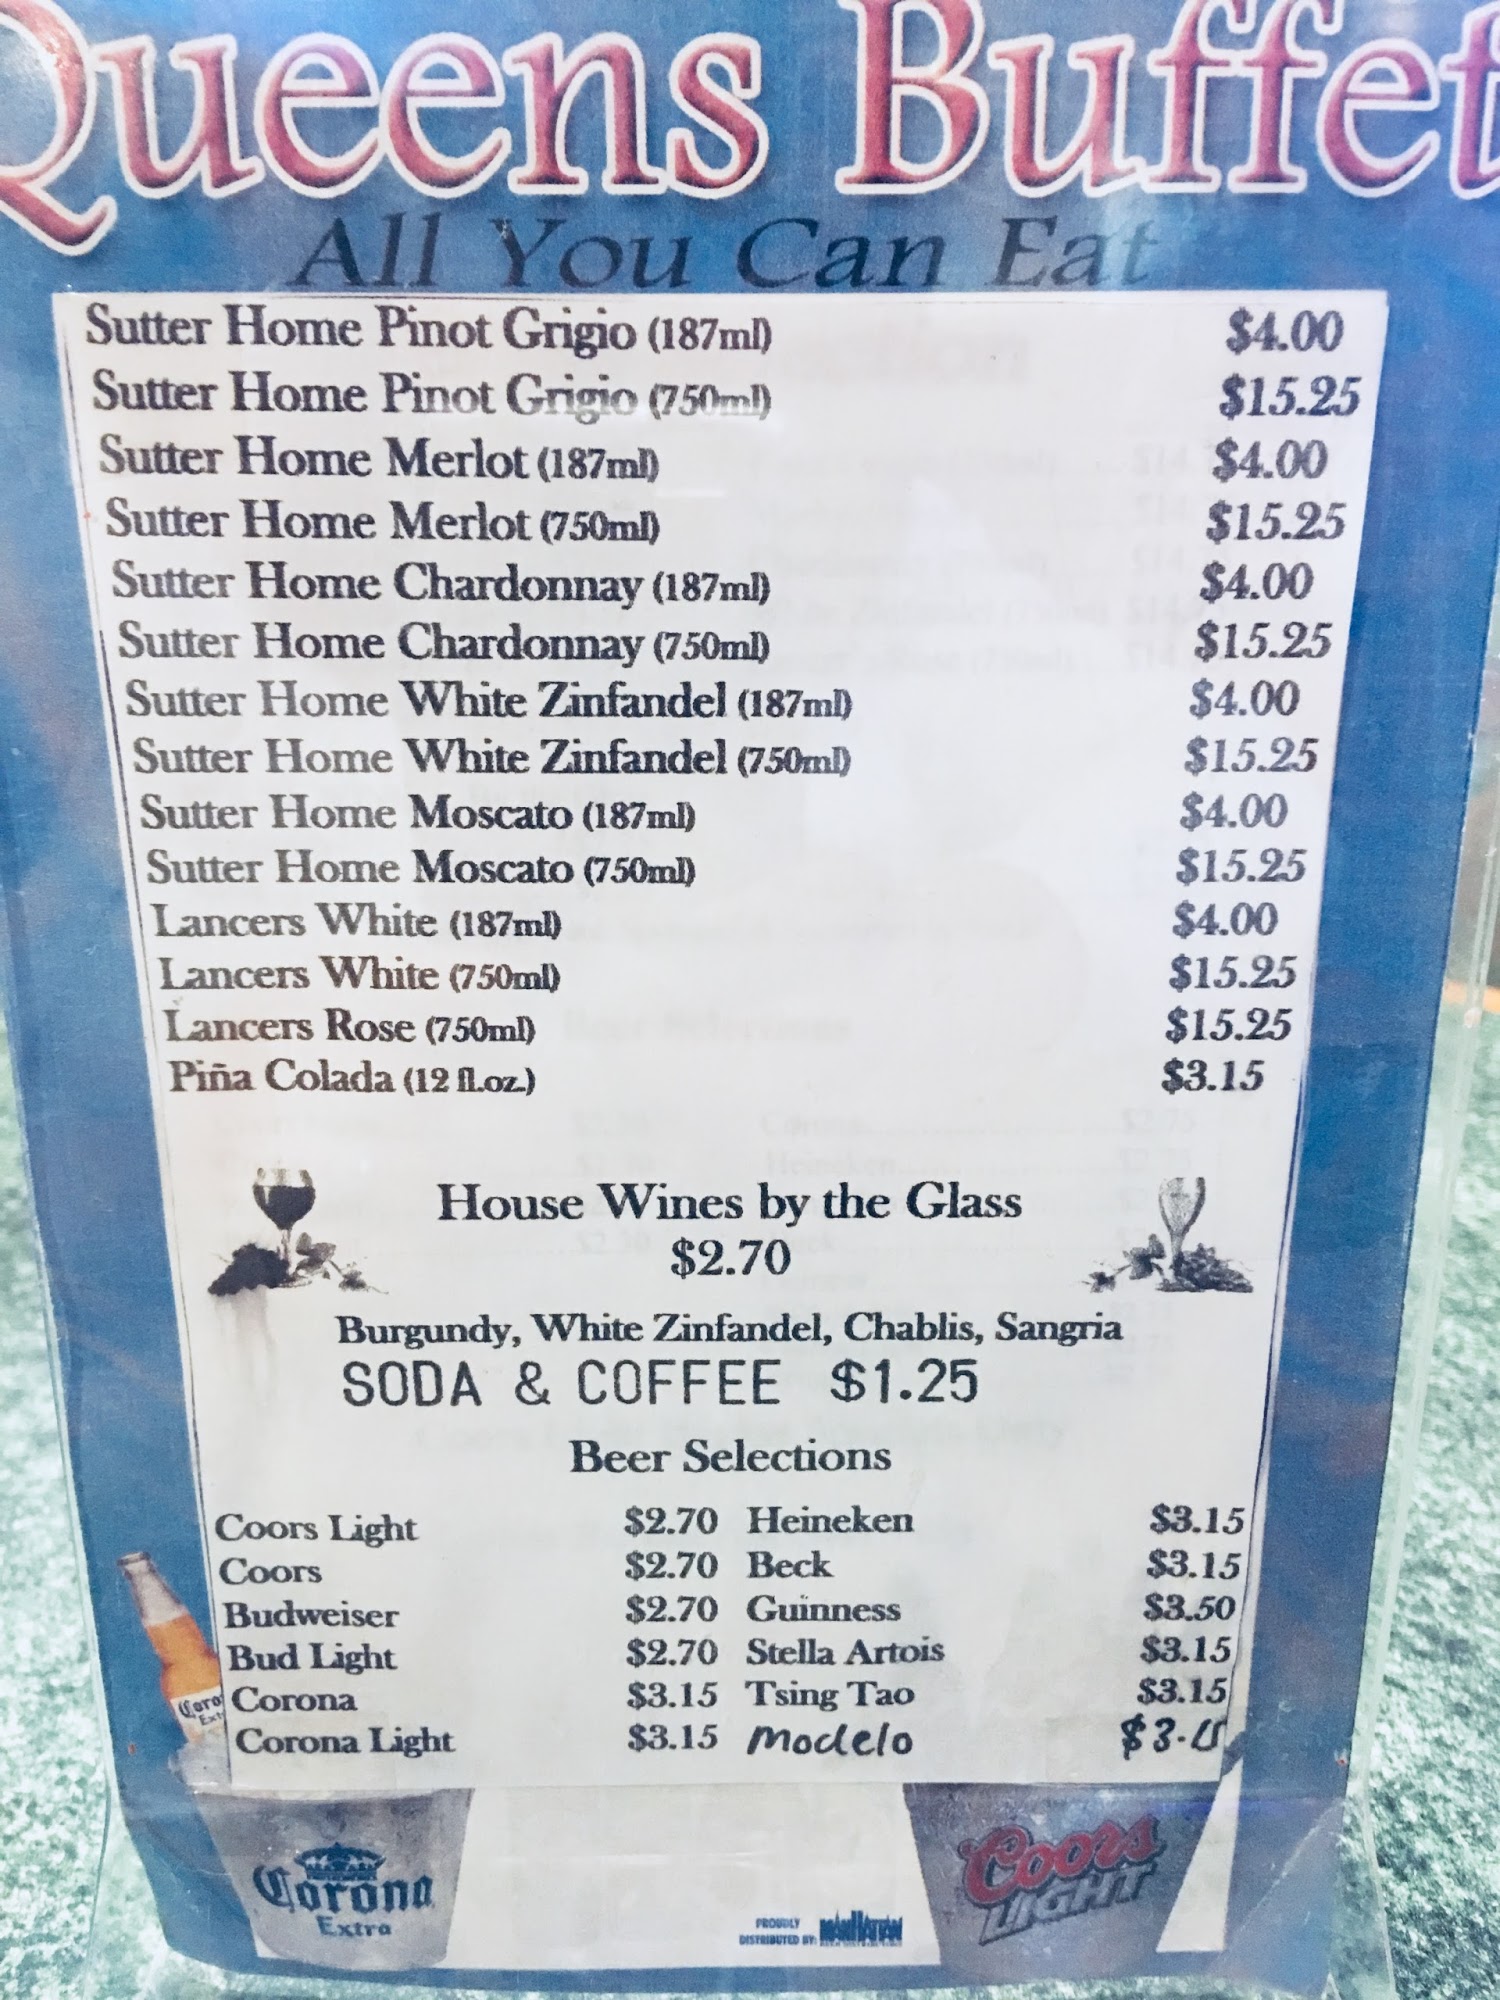 Queens Buffet
All You Can Eat
Sutter Home Pinot Grigio (187ml) $4.00
Sutter Home Pinot Grigio (750ml) $15.25
Sutter Home Merlot (187ml) $4.00
Sutter Home Merlot (750ml) $15.25
Sutter Home Chardonnay (187ml) $4.00
Sutter Home Chardonnay (750ml) $15.25
Sutter Home White Zinfandel (187ml) $4.00
Sutter Home White Zinfandel (750ml) $15.25
Sutter Home Moscato (187ml) $4.00
Sutter Home Moscato (750ml) $15.25
Lancers White (187ml) $4.00
Lancers White (750ml) $15.25
Lancers Rose (750ml) $15.25
Piña Colada (12 fl.oz.) $3.15
House Wines by the Glass
$2.70
Burgundy, White Zinfandel, Chablis, Sangria
SODA & COFFEE $1.25
Beer Selections
Coors Light $2.70 Heineken $3.15
Coors $2.70 Beck $3.15
Budweiser $2.70 Guinness $3.50
Bud Light $2.70 Stella Artois $3.15
Corona $3.15 Tsing Tao $3.15
Corona Light $3.15 Modelo
Corona
Extra
Coors
LIGHT
PROUDLY
DISTRIBUTED BY: MANHATTAN